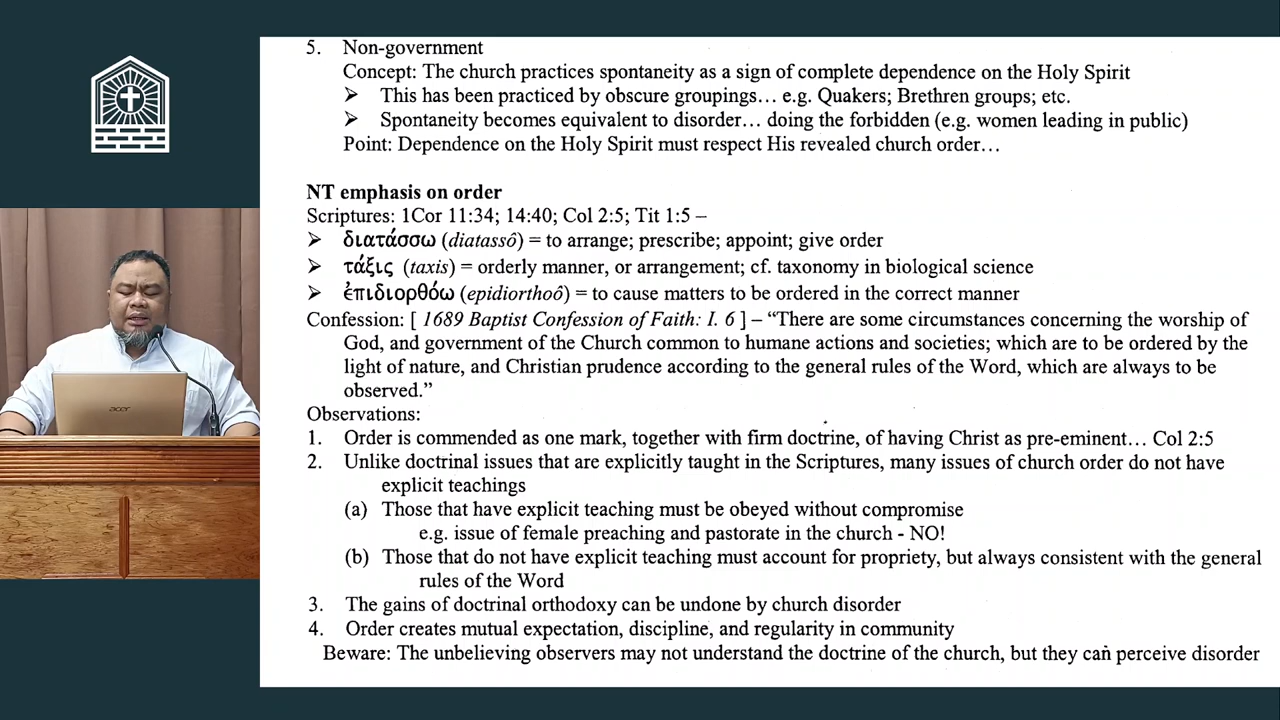 5. Non-government
Concept: The church practices spontaneity as a sign of complete dependence on the Holy Spirit
➢ This has been practiced by obscure groupings… e.g. Quakers; Brethren groups; etc.
➢ Spontaneity becomes equivalent to disorder… doing the forbidden (e.g. women leading in public)
Point: Dependence on the Holy Spirit must respect His revealed church order…
NT emphasis on order
Scriptures: 1Cor 11:34; 14:40; Col 2:5; Tit 1:5 –
➢ διατάσσω (diatassô) = to arrange; prescribe; appoint; give order
➢ τάξις (taxis) = orderly manner, or arrangement; cf. taxonomy in biological science
➢ ἐπιδιορθόω (epidiorthoô) = to cause matters to be ordered in the correct manner
Confession: [ 1689 Baptist Confession of Faith: I. 6 ] – “There are some circumstances concerning the worship of
God, and government of the Church common to humane actions and societies; which are to be ordered by the
light of nature, and Christian prudence according to the general rules of the Word, which are always to be
observed.”
Observations:
1. Order is commended as one mark, together with firm doctrine, of having Christ as pre-eminent… Col 2:5
2. Unlike doctrinal issues that are explicitly taught in the Scriptures, many issues of church order do not have
explicit teachings
(a) Those that have explicit teaching must be obeyed without compromise
e.g. issue of female preaching and pastorate in the church - NO!
(b) Those that do not have explicit teaching must account for propriety, but always consistent with the general
rules of the Word
3. The gains of doctrinal orthodoxy can be undone by church disorder
4. Order creates mutual expectation, discipline, and regularity in community
Beware: The unbelieving observers may not understand the doctrine of the church, but they can perceive disorder
acer